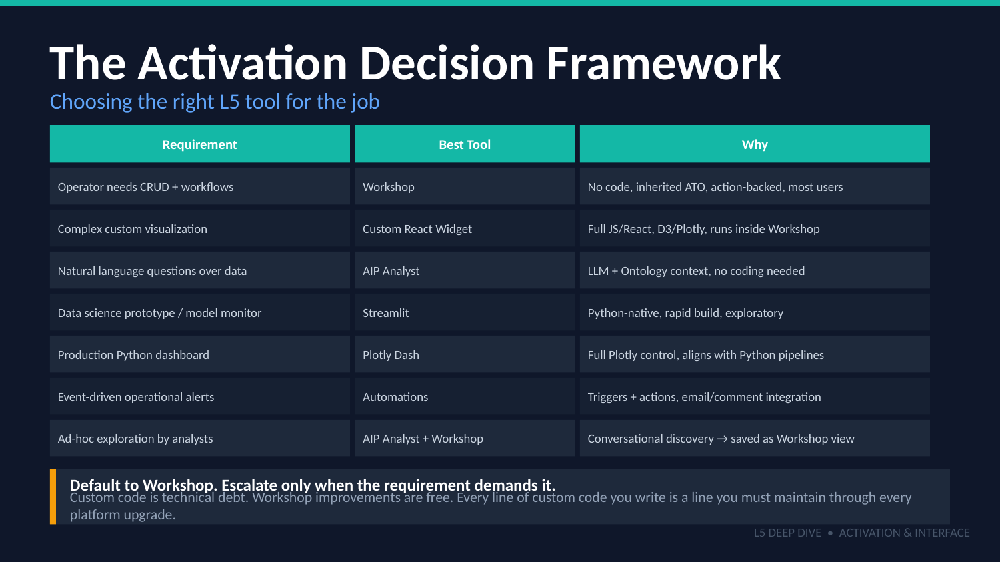 The Activation Decision Framework
Choosing the right L5 tool for the job
Requirement Best Tool Why
Operator needs CRUD + workflows Workshop No code, inherited ATO, action-backed, most users
Complex custom visualization Custom React Widget Full JS/React, D3/Plotly, runs inside Workshop
Natural language questions over data AIP Analyst LLM + Ontology context, no coding needed
Data science prototype / model monitor Streamlit Python-native, rapid build, exploratory
Production Python dashboard Plotly Dash Full Plotly control, aligns with Python pipelines
Event-driven operational alerts Automations Triggers + actions, email/comment integration
Ad-hoc exploration by analysts AIP Analyst + Workshop Conversational discovery → saved as Workshop view
Default to Workshop. Escalate only when the requirement demands it.
Custom code is technical debt. Workshop improvements are free. Every line of custom code you write is a line you must maintain through every
platform upgrade.
L5 DEEP DIVE • ACTIVATION & INTERFACE